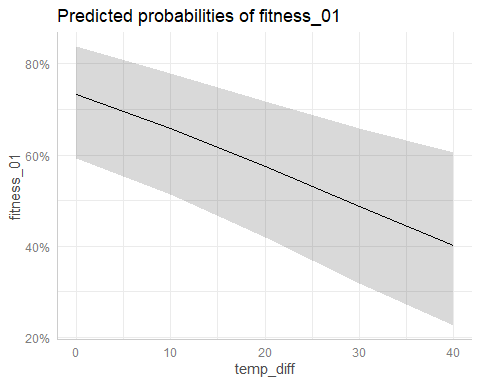 Predicted probabilities of fitness_01
80%
60%
40%
20%
fitness_01
0 10 20 30 40
temp_diff